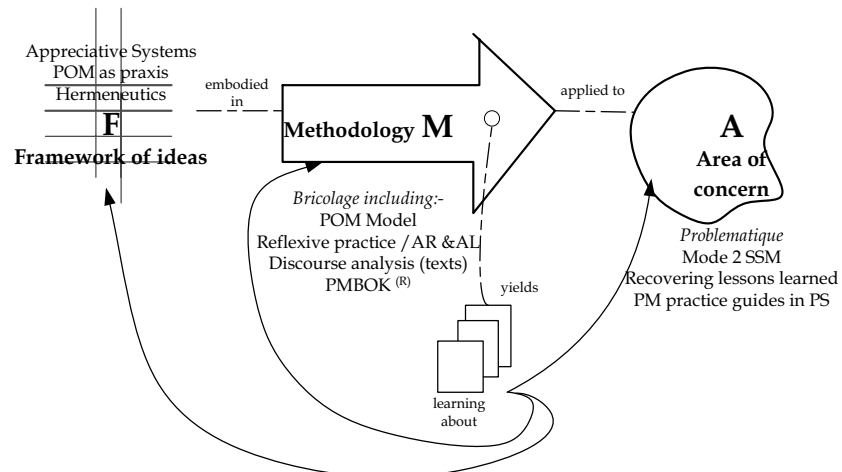 Appreciative Systems
POM as praxis
Hermeneutics
F
Framework of ideas
embodied
in
Methodology M
applied to
A
Area of
concern
Bricolage including:-
POM Model
Reflexive practice /AR &AL
Discourse analysis (texts)
PMBOK (R)
Problematique
Mode 2 SSM
Recovering lessons learned
PM practice guides in PS
yields
learning
about